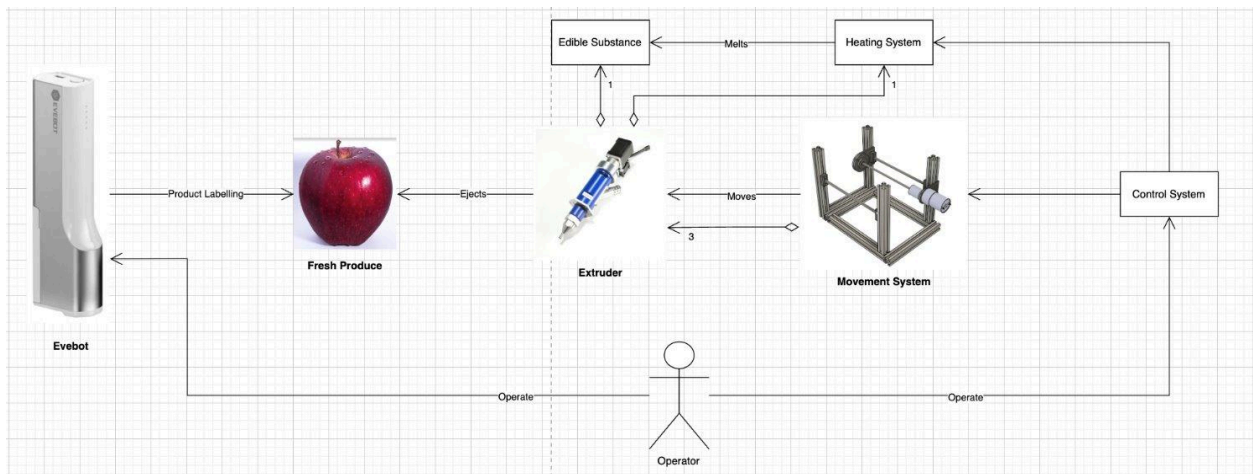 Edible Substance
Melts
Heating System
1
1
EVEBOT
Product Labelling
Ejects
Moves
Control System
3
Fresh Produce
Extruder
Movement System
Evebot
Operate
Operate
Operator